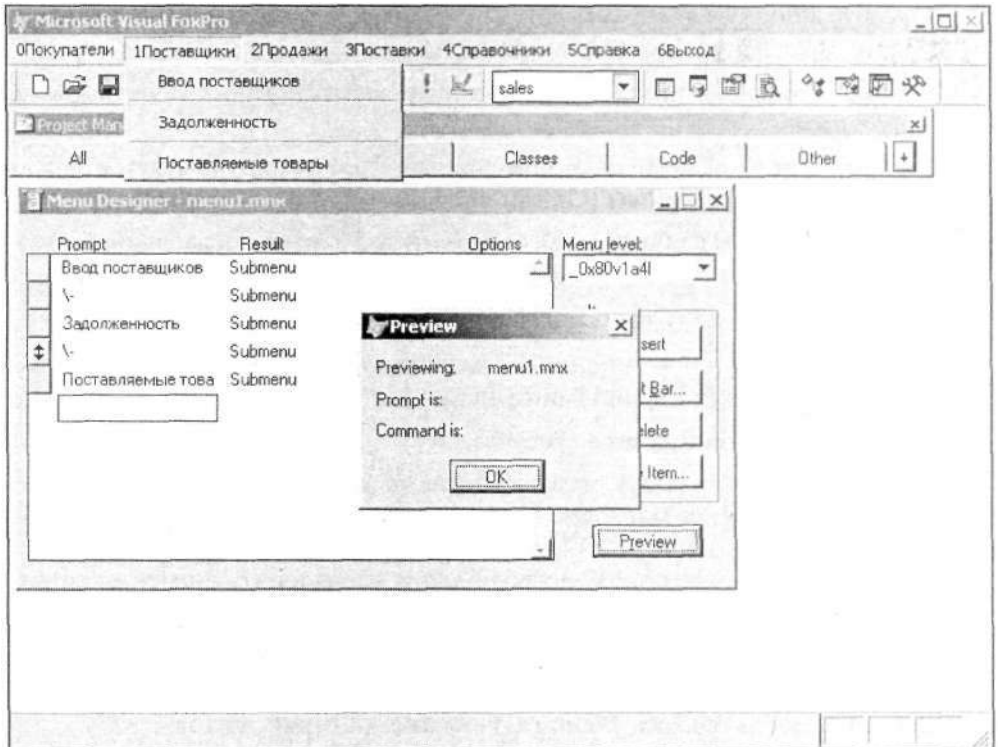 Microsoft Visual FoxPro
0Покупатели 1Поставщики 2Продажи 3Поставки 4Справочники 5Справка 6Выход
Ввод поставщиков
sales
Задолженность
Project Man
All Classes Code Other
Поставляемые товары
Menu Designer - menu1.mnx
Prompt Result Options Menu level:
Ввод поставщиков Submenu _0x80v1a4l
\- Submenu
Задолженность Submenu
Preview
sert
\- Submenu
Previewing: menu1.mnx
Поставляемые това Submenu
t Bar...
Prompt is:
Command is:
elete
OK
Item...
Preview